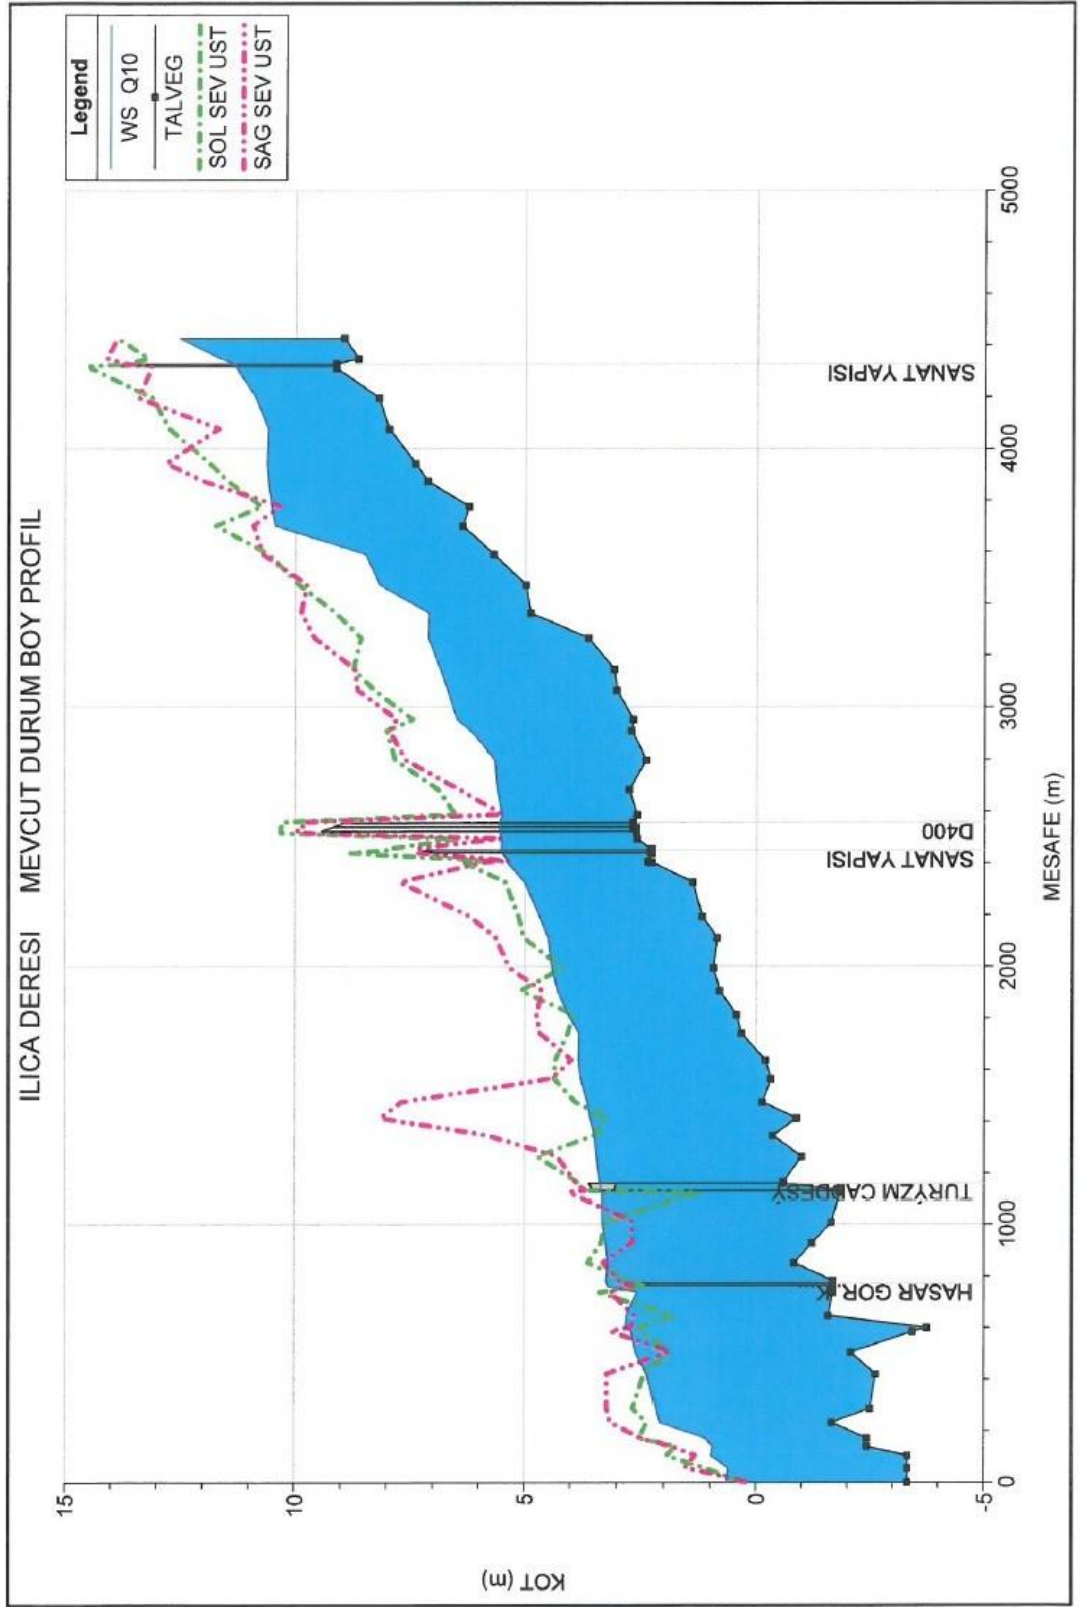 ILICA DERESI    MEVCUT DURUM BOY PROFIL
Legend
WS Q10
TALVEG
SOL SEV UST
SAG SEV UST
KOT (m)
15
10
5
0
-5
0
1000
2000
3000
4000
5000
MESAFE (m)
HASAR GOR. K...
TURÝZM CADDESÝ
SANAT YAPISI
D400
SANAT YAPISI